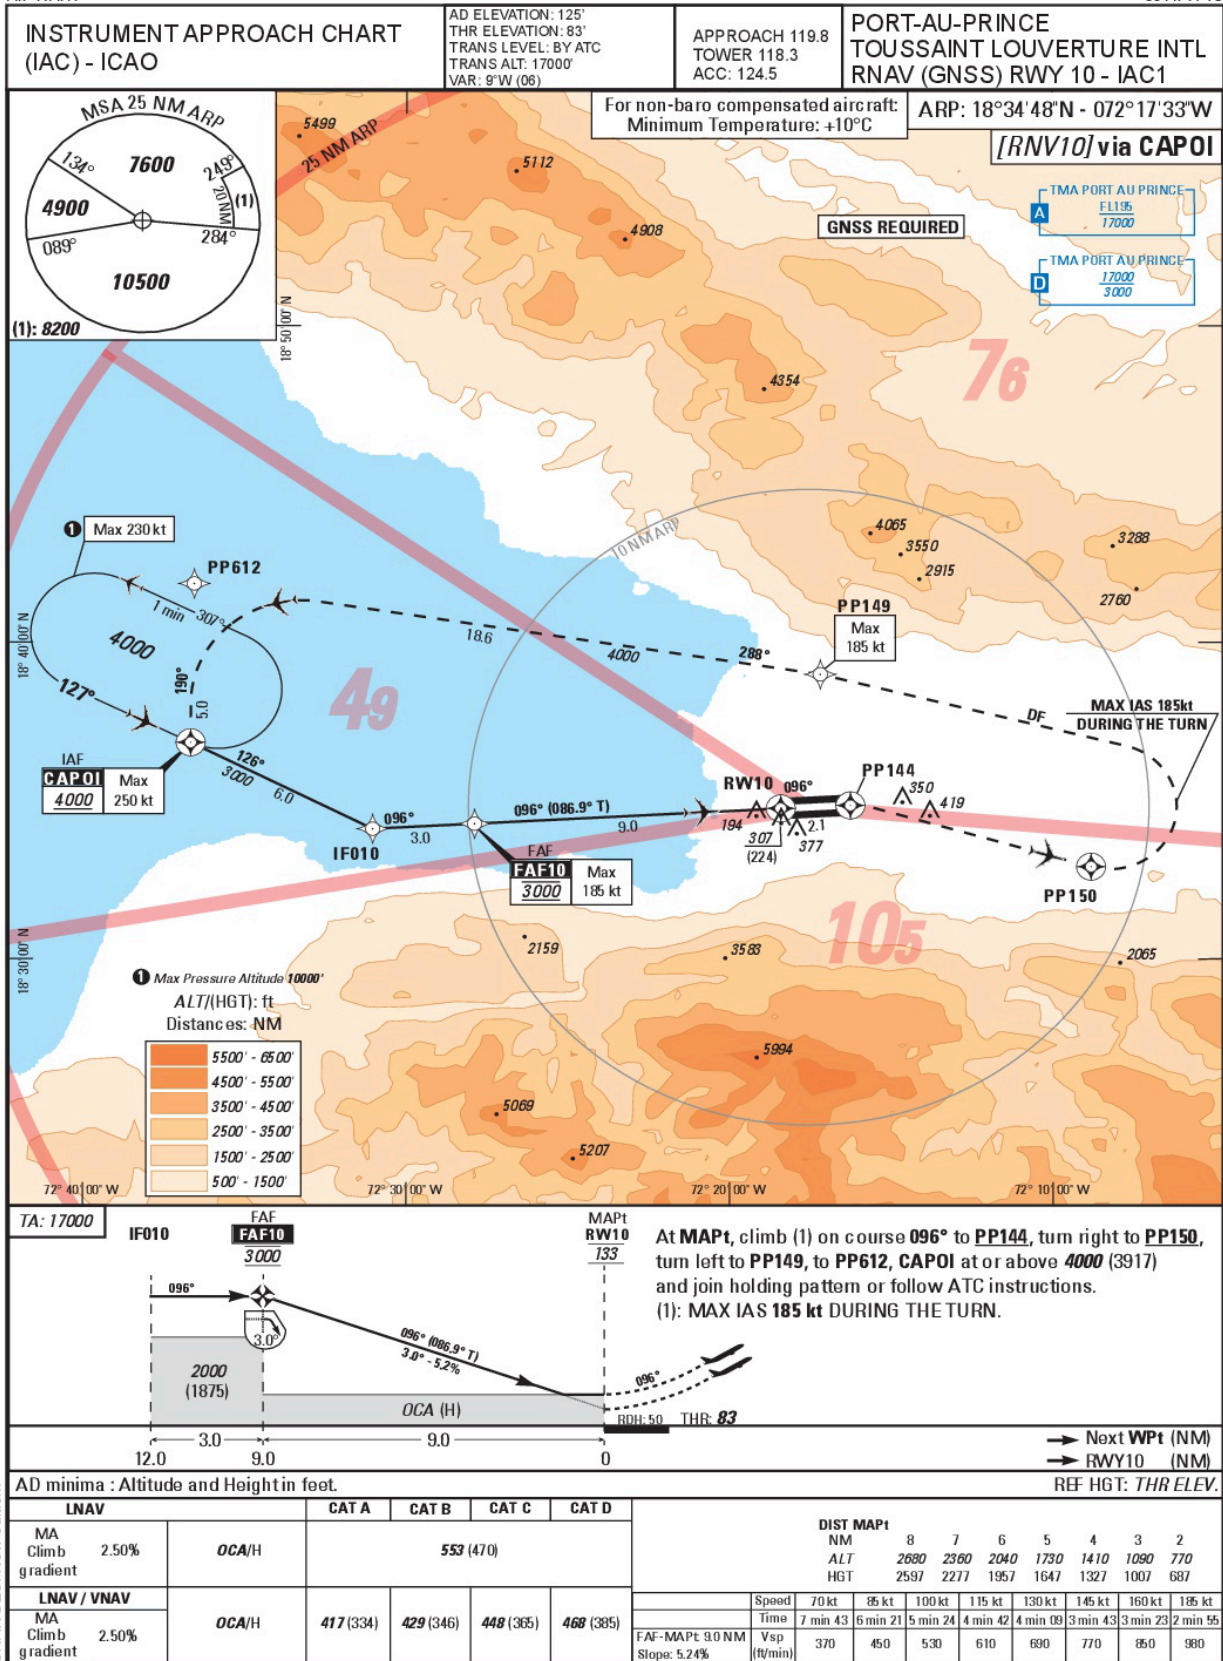 INSTRUMENT APPROACH CHART
(IAC) - ICAO
AD ELEVATION: 125'
THR ELEVATION: 83'
TRANS LEVEL: BY ATC
TRANS ALT: 17000'
VAR: 9°W (06)
APPROACH 119.8
TOWER 118.3
ACC: 124.5
PORT-AU-PRINCE
TOUSSAINT LOUVERTURE INTL
RNAV (GNSS) RWY 10 - IAC1
MSA 25 NM ARP
134°
7600
249°
20 NM
(1)
4900
089°
284°
10500
(1): 8200
For non-baro compensated aircraft:
Minimum Temperature: +10°C
ARP: 18°34'48"N - 072°17'33"W
[RNV10] via CAPOI
TMA PORT AU PRINCE
A
FL195
17000
TMA PORT AU PRINCE
D
17000
3000
GNSS REQUIRED
5499
25 NM ARP
5112
4908
18° 50' 00" N
4354
76
4065
3550
2915
3288
2760
10 NM ARP
1 Max 230 kt
PP612
1 min
307°
4000
127°
190°
5.0
18.6
4000
288°
PP149
Max
185 kt
18° 40' 00" N
49
DF
MAX IAS 185kt
DURING THE TURN
IAF
CAPOI
4000
Max
250 kt
126°
3000
6.0
IF010
096°
3.0
096° (086.9° T)
9.0
FAF
FAF10
3000
Max
185 kt
RW10
096°
PP144
194
307
(224)
2.1
377
350
419
PP150
105
2159
3583
2065
5994
5069
5207
18° 30' 00" N
1 Max Pressure Altitude 10000'
ALT/(HGT): ft
Distances: NM
5500' - 6500'
4500' - 5500'
3500' - 4500'
2500' - 3500'
1500' - 2500'
500' - 1500'
72° 40' 00" W
72° 30' 00" W
72° 20' 00" W
72° 10' 00" W
TA: 17000
IF010
FAF
FAF10
3000
MAPt
RW10
133
096°
3.0°
096° (086.9° T)
3.0° - 5.2%
2000
(1875)
OCA (H)
096°
RDH: 50
THR: 83
3.0
9.0
12.0
9.0
0
At MAPt, climb (1) on course 096° to PP144, turn right to PP150,
turn left to PP149, to PP612, CAPOI at or above 4000 (3917)
and join holding pattern or follow ATC instructions.
(1): MAX IAS 185 kt DURING THE TURN.
Next WPt (NM)
RWY10 (NM)
AD minima : Altitude and Height in feet.
REF HGT: THR ELEV.
LNAV CAT A CAT B CAT C CAT D
MA
Climb 2.50%
gradient
OCA/H
553 (470)
LNAV / VNAV
MA
Climb 2.50%
gradient
OCA/H 417 (334) 429 (346) 448 (365) 468 (385)
DIST MAPt
NM 8 7 6 5 4 3 2
ALT 2680 2360 2040 1730 1410 1090 770
HGT 2597 2277 1957 1647 1327 1007 687
Speed 70 kt 85 kt 100 kt 115 kt 130 kt 145 kt 160 kt 185 kt
Time 7 min 43 6 min 21 5 min 24 4 min 42 4 min 09 3 min 43 3 min 23 2 min 55
FAF-MAPt: 9.0 NM
Slope: 5.24%
Vsp
(ft/min)
370 450 530 610 690 770 850 980